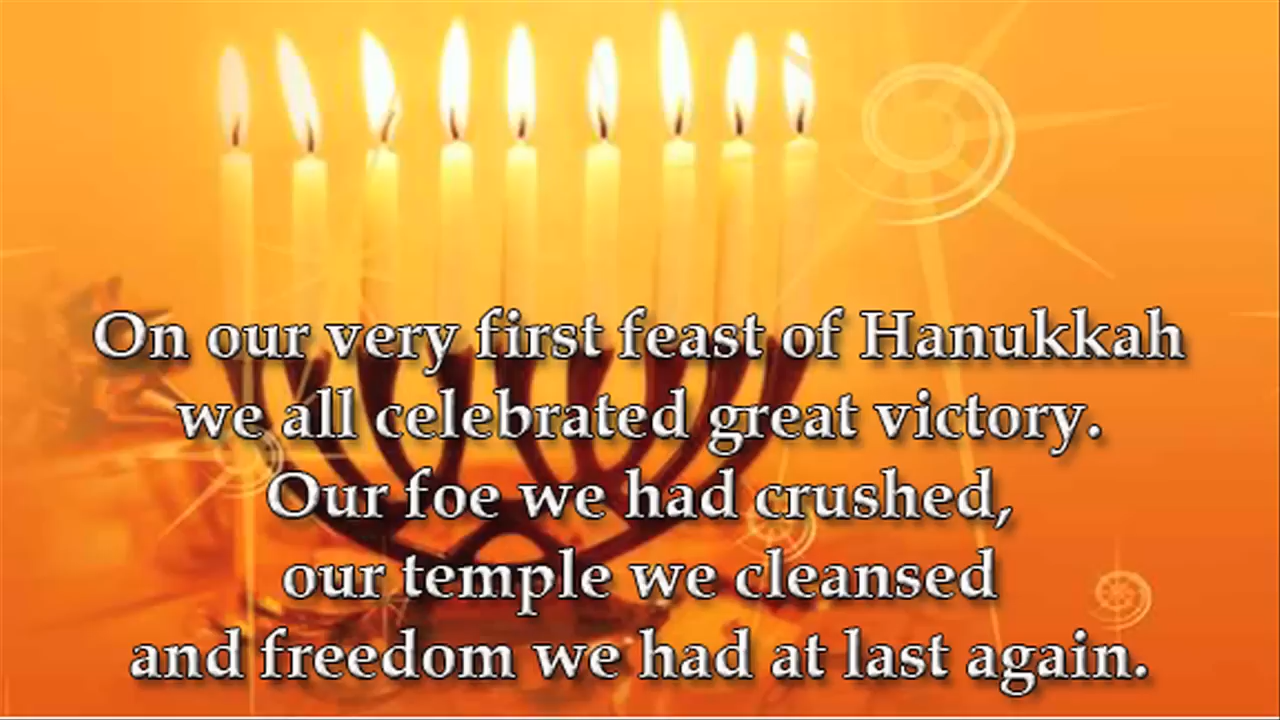 On our very first feast of Hanukkah
we all celebrated great victory.
Our foe we had crushed,
our temple we cleansed
and freedom we had at last again.